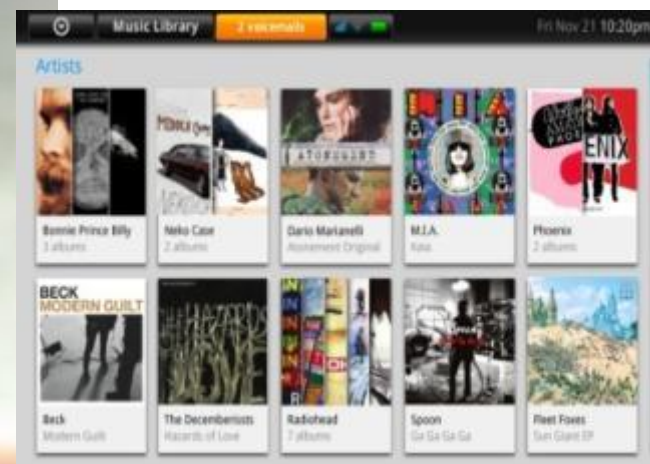 Music Library
2 voicemails
Fri Nov 21 10:20pm
Artists
ATONEMENT
ENIX
Bonnie Prince Billy
Neko Case
Dario Marianelli
M.I.A.
Phoenix
3 albums
2 albums
Atonement Original
Kala
2 albums
BECK
MODERN GUILT
Beck
The Decemberists
Radiohead
Spoon
Fleet Foxes
Modern Guilt
Hazards of Love
7 albums
Ga Ga Ga Ga
Sun Giant EP